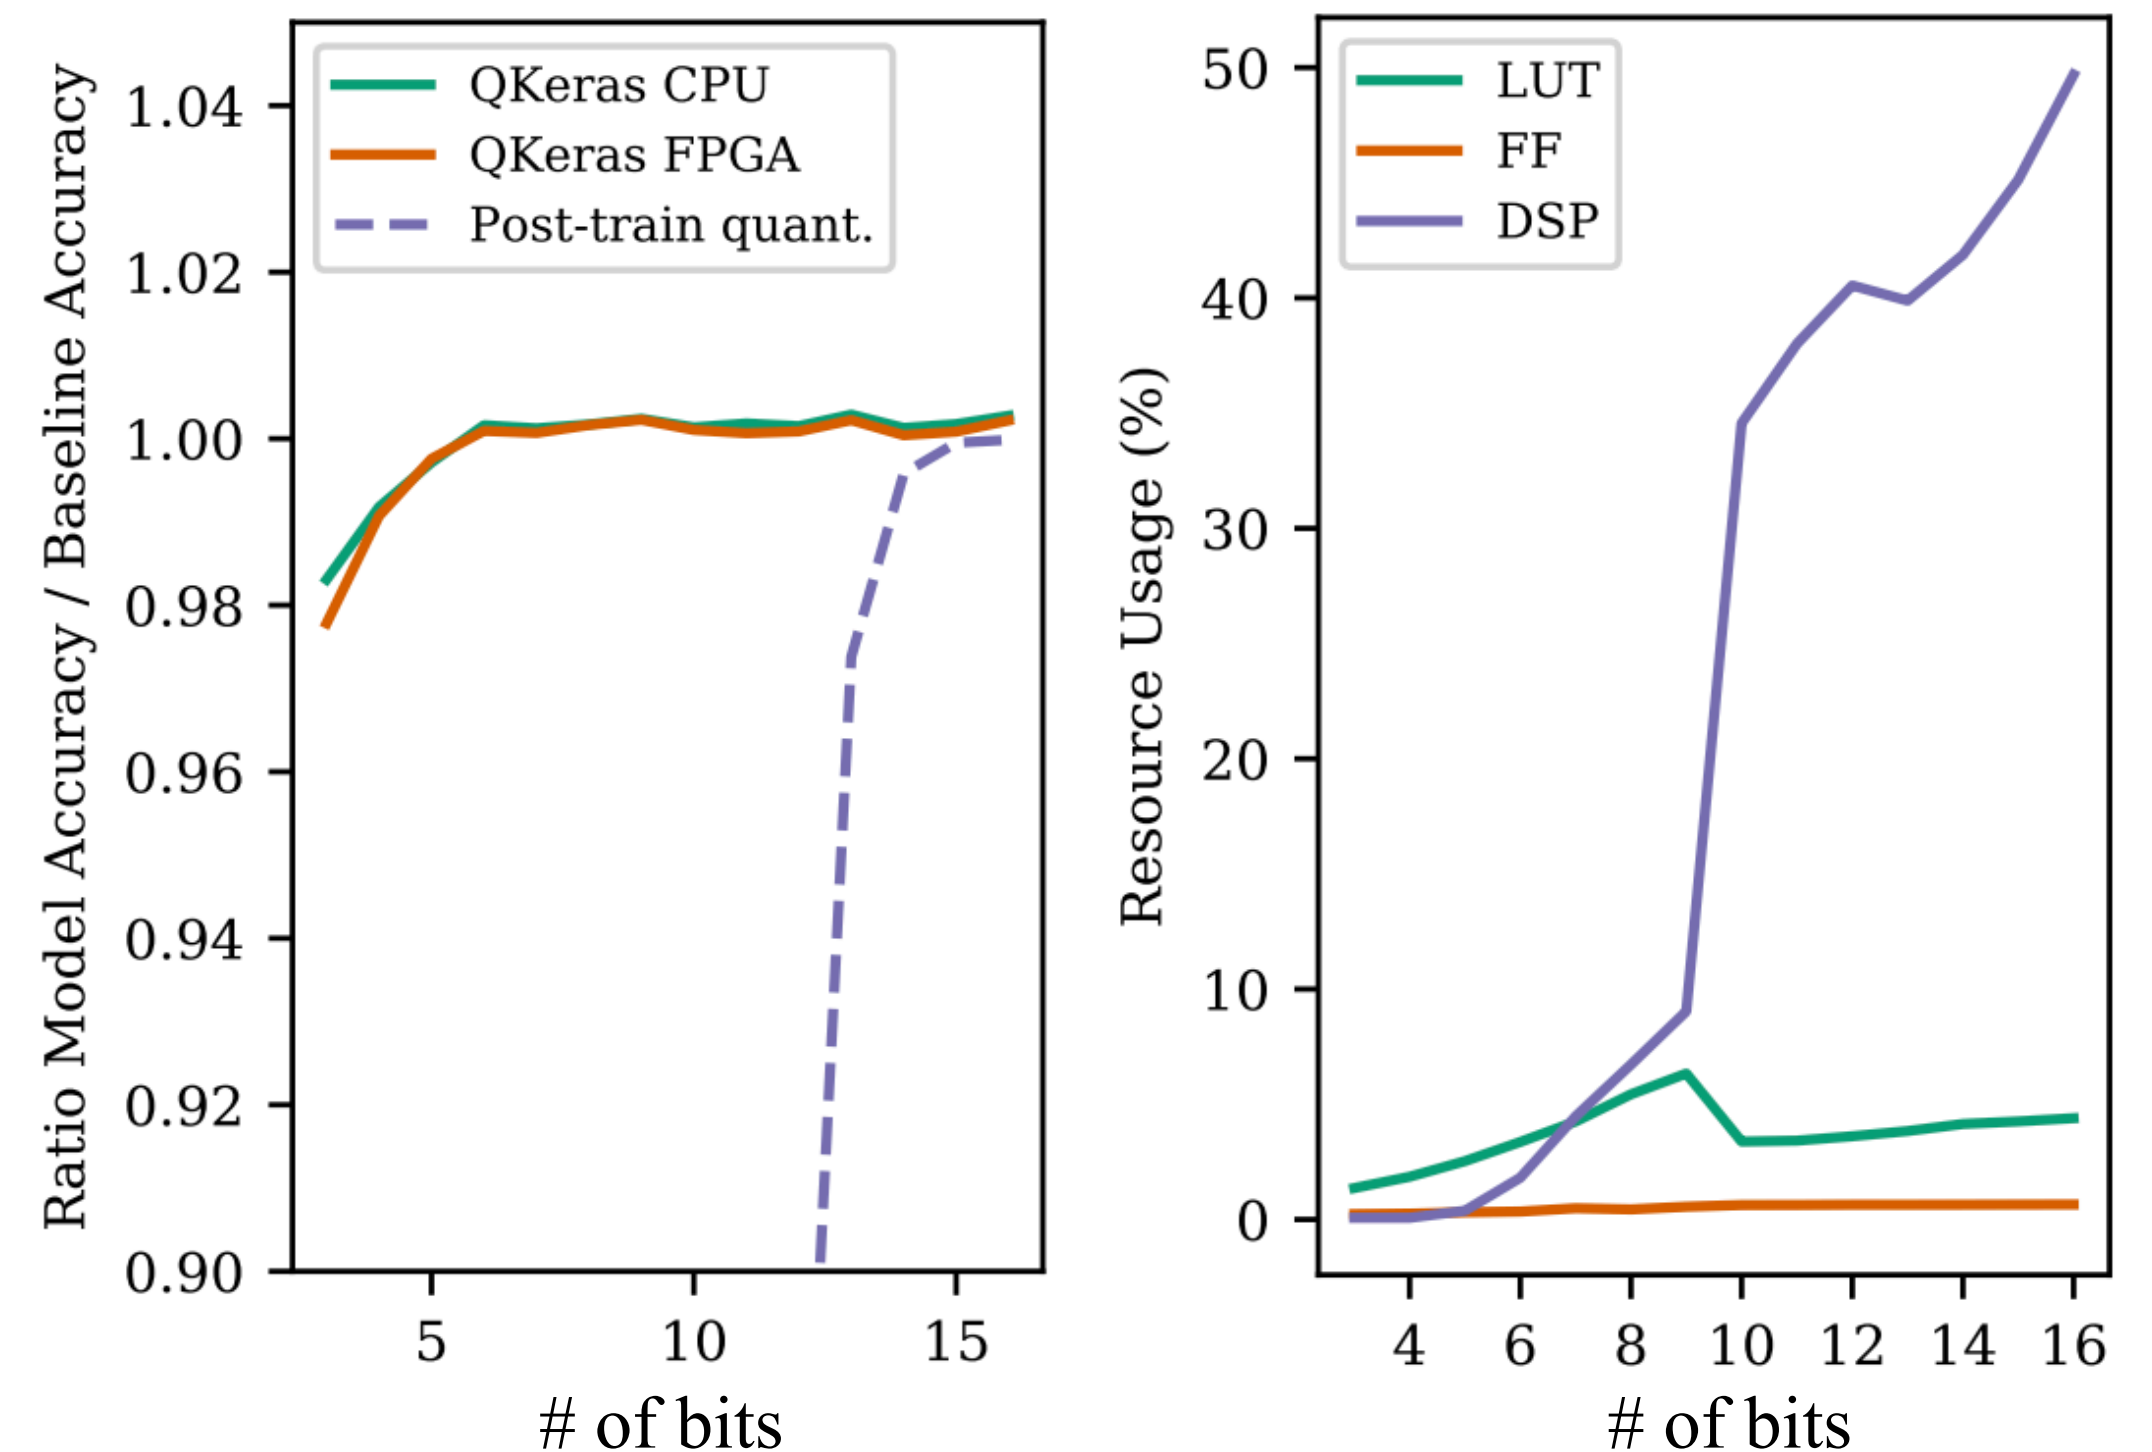 Ratio Model Accuracy / Baseline Accuracy
1.04
1.02
1.00
0.98
0.96
0.94
0.92
0.90
QKeras CPU
QKeras FPGA
Post-train quant.
5 10 15
# of bits
Resource Usage (%)
50
40
30
20
10
0
LUT
FF
DSP
4 6 8 10 12 14 16
# of bits